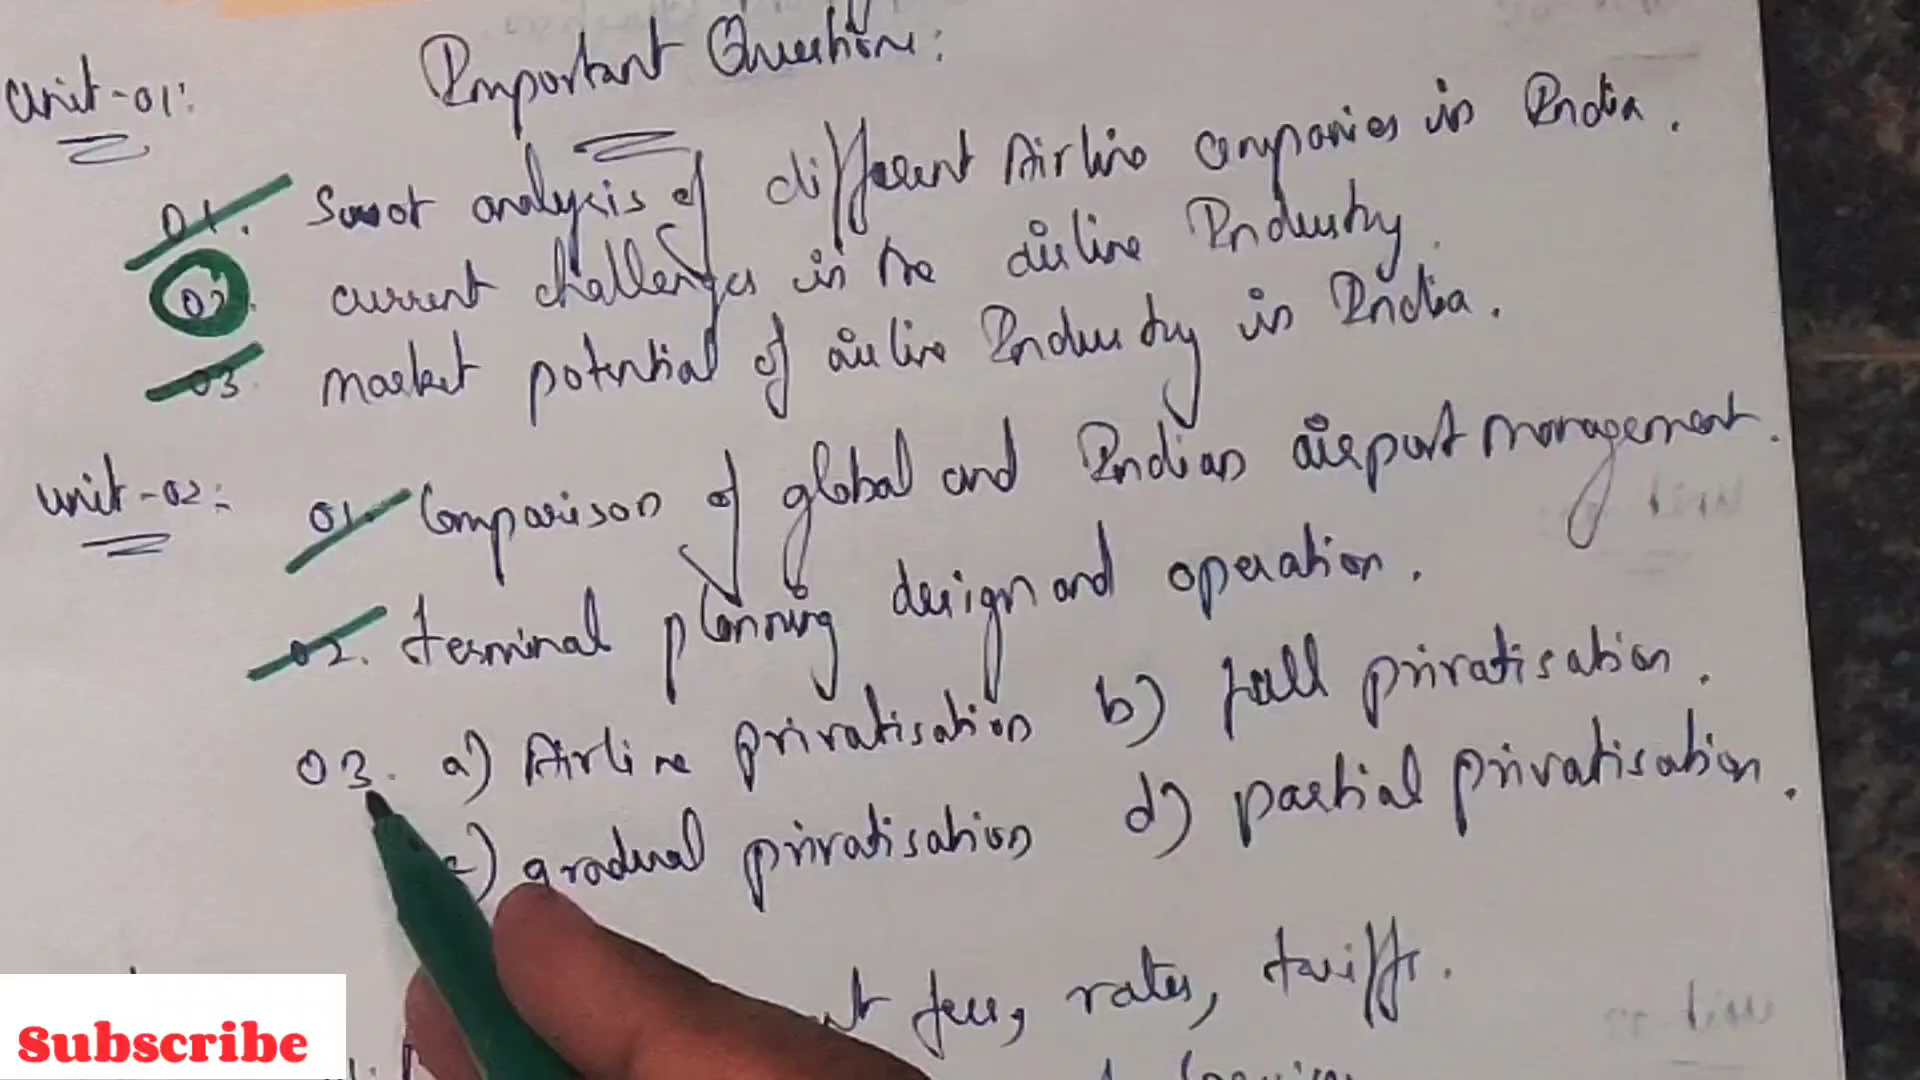 Important Questions:
Unit-01:
01. Swot analysis of different Airline companies in India.
02. current challenges in the airline Industry.
03. market potential of airline Industry in India.
unit-02:
01. Comparison of global and Indian airport management.
02. terminal planning design and operation.
03. a) Airline privatisation b) full privatisation.
c) gradual privatisation d) partial privatisation.
fees, rates, tariffs.
Subscribe